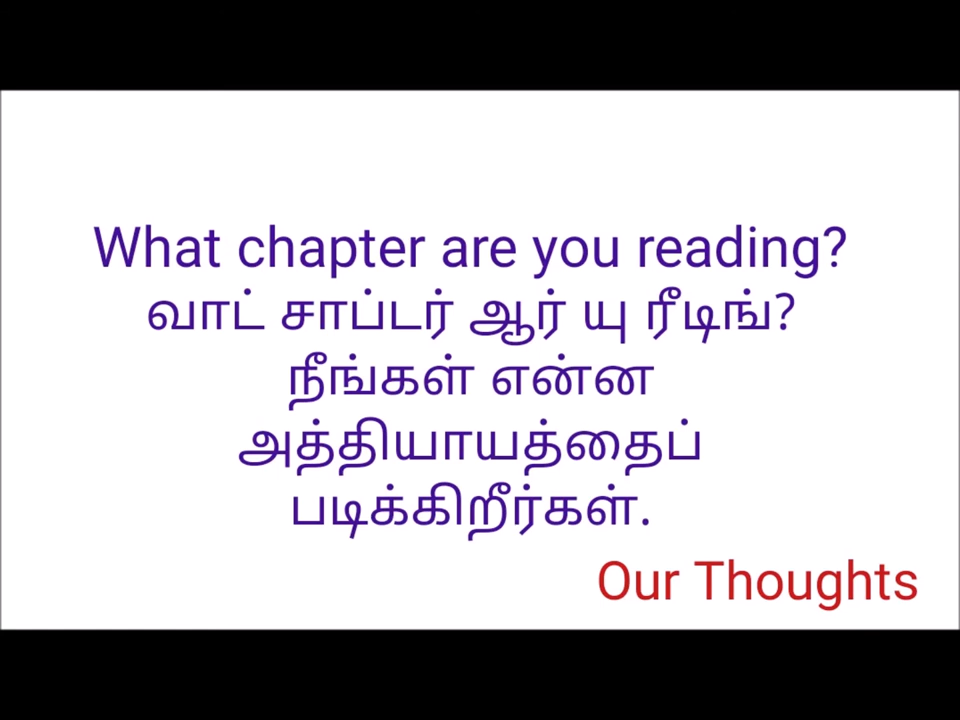 What chapter are you reading?
வாட் சாப்டர் ஆர் யு ரீடிங்?
நீங்கள் என்ன
அத்தியாயத்தைப்
படிக்கிறீர்கள்.
Our Thoughts